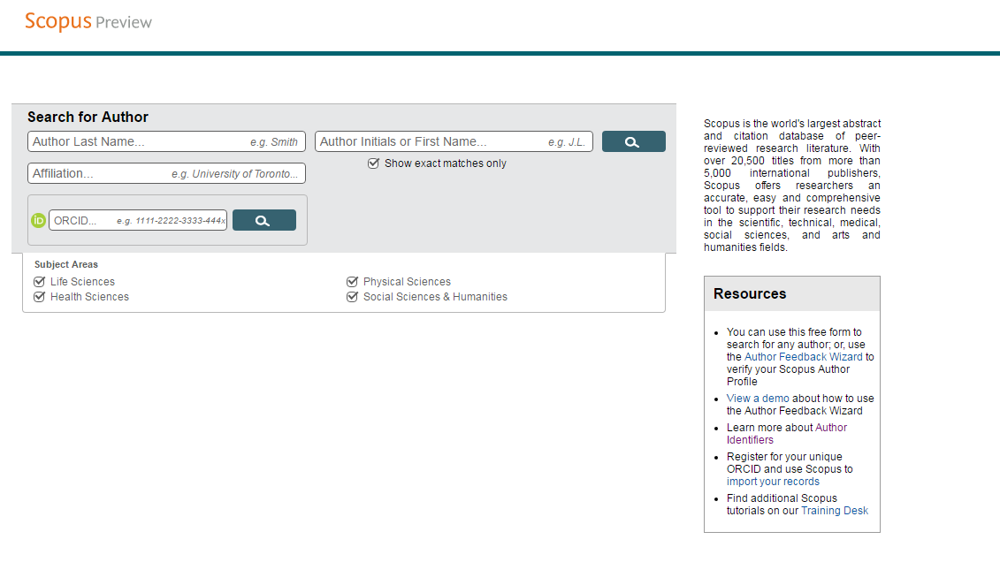 Scopus Preview
Search for Author
Author Last Name... e.g. Smith
Author Initials or First Name... e.g. J.L.
Show exact matches only
Affiliation... e.g. University of Toronto...
iD ORCID... e.g. 1111-2222-3333-444x
Subject Areas
Life Sciences
Physical Sciences
Health Sciences
Social Sciences & Humanities
Scopus is the world's largest abstract
and citation database of peer-
reviewed research literature. With
over 20,500 titles from more than
5,000 international publishers,
Scopus offers researchers an
accurate, easy and comprehensive
tool to support their research needs
in the scientific, technical, medical,
social sciences, and arts and
humanities fields.
Resources
You can use this free form to
search for any author; or, use
the Author Feedback Wizard to
verify your Scopus Author
Profile
View a demo about how to use
the Author Feedback Wizard
Learn more about Author
Identifiers
Register for your unique
ORCID and use Scopus to
import your records
Find additional Scopus
tutorials on our Training Desk